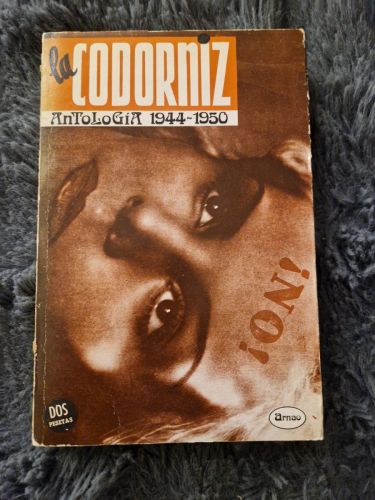 la CODORNIZ
ANTOLOGÍA 1944-1950
¡NO!
DOS
PESETAS
arnao